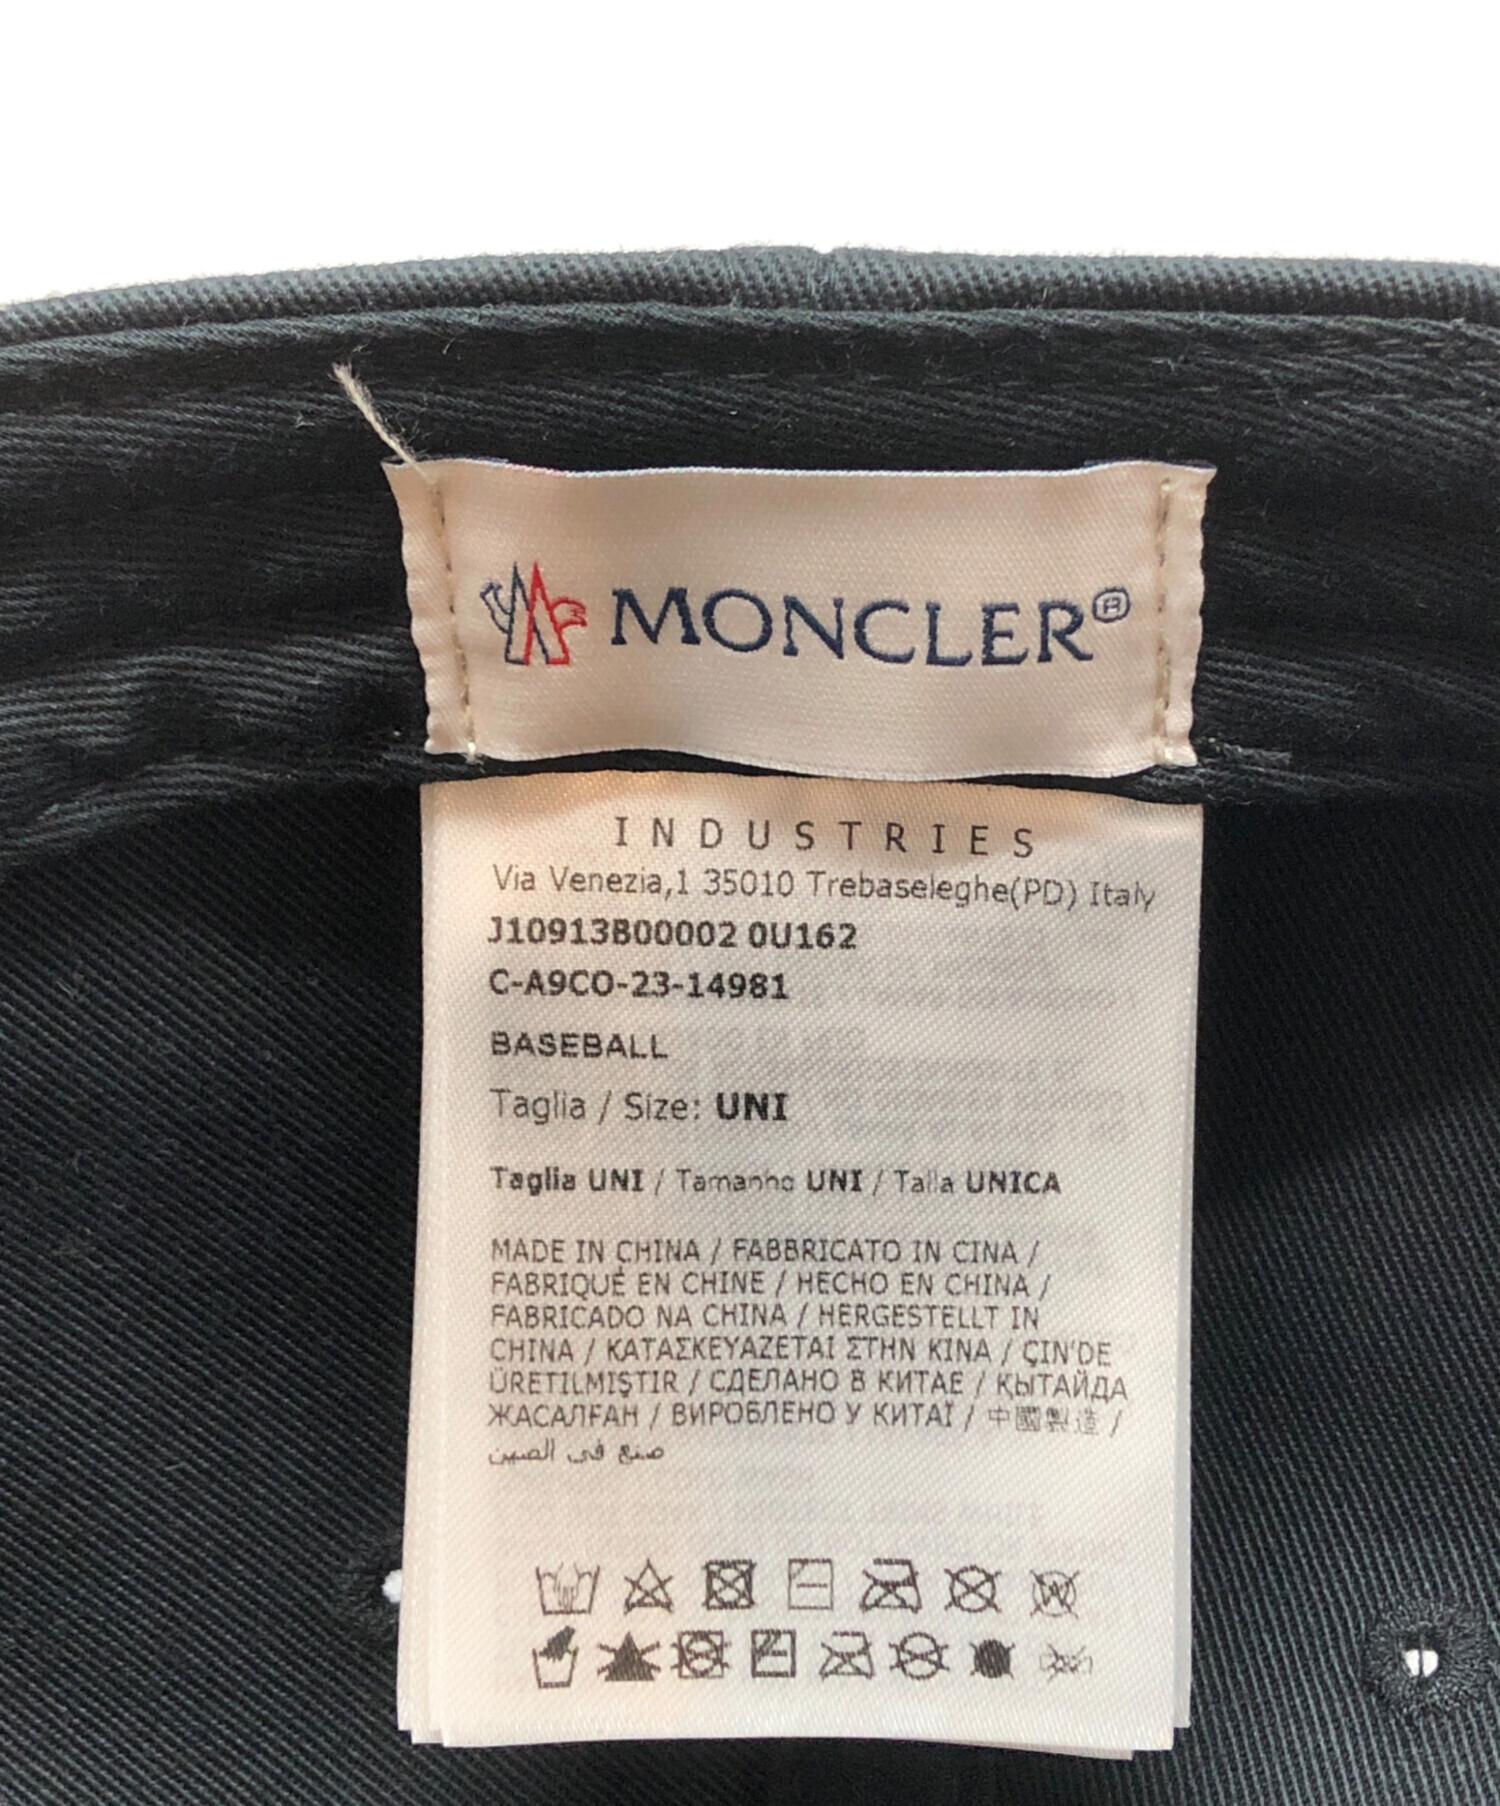 MONCLER®
INDUSTRIES
Via Venezia,1 35010 Trebaseleghe(PD) Italy
J10913B00002 0U162
C-A9CO-23-14981
BASEBALL
Taglia / Size: UNI
Taglia UNI / Tamanho UNI / Talla UNICA
MADE IN CHINA / FABBRICATO IN CINA /
FABRIQUÉ EN CHINE / HECHO EN CHINA /
FABRICADO NA CHINA / HERGESTELLT IN
CHINA / ΚΑΤΑΣΚΕΥΑΖΕΤΑΙ ΣΤΗΝ ΚΙΝΑ / ÇIN'DE
ÜRETILMIŞTIR / СДЕЛАНО В КИТАЕ / ҚЫТАЙДА
ЖАСАЛҒАН / ВИРОБЛЕНО У КИТАЇ / 中國製造 /
صنع في الصين